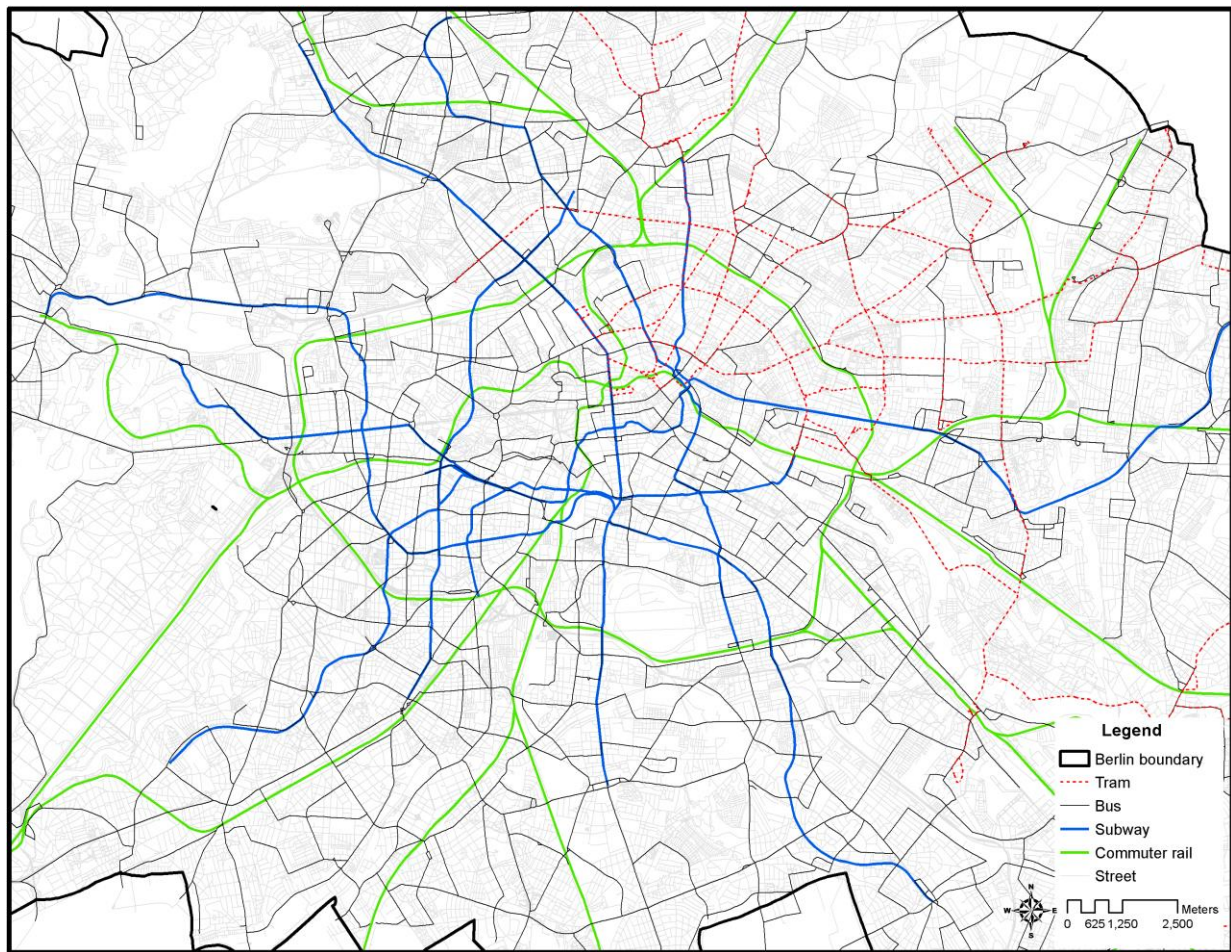 Legend
Berlin boundary
Tram
Bus
Subway
Commuter rail
Street
N
W E
S
Meters
0 625 1,250 2,500